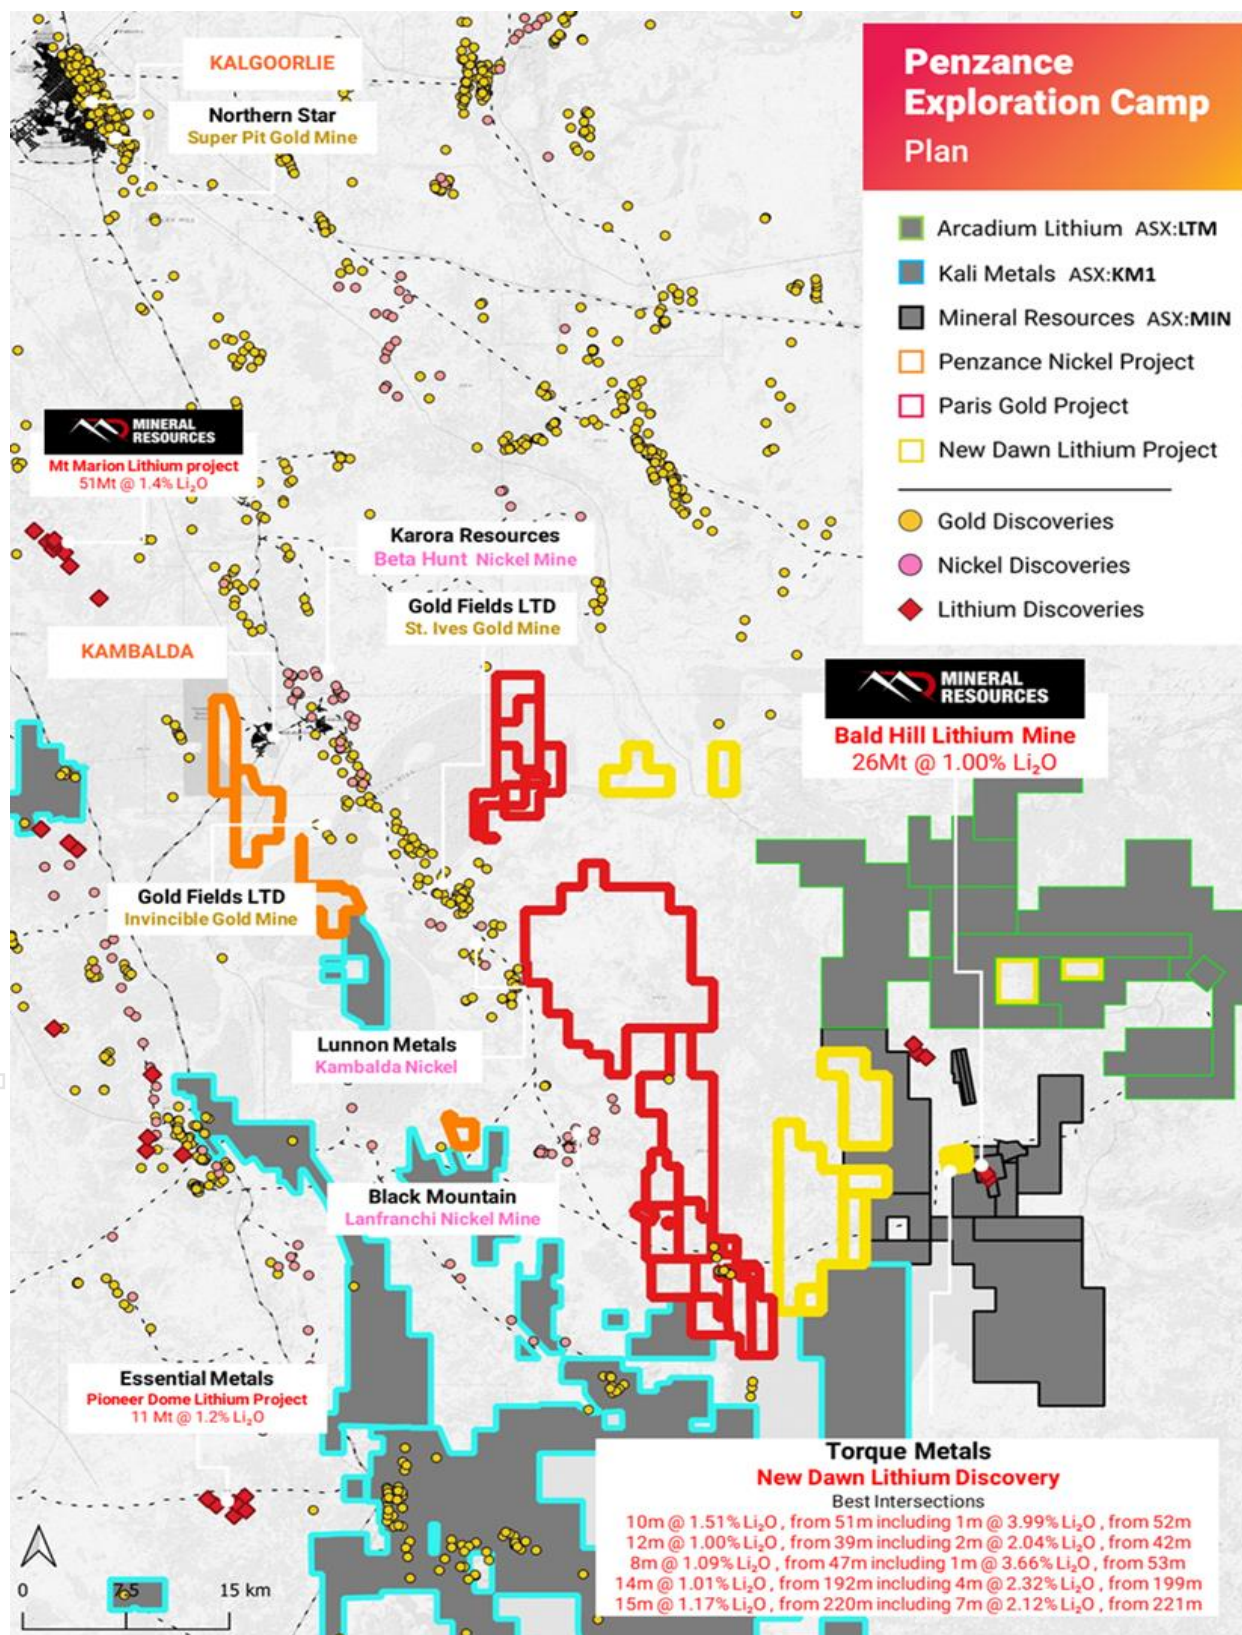 Penzance
Exploration Camp
Plan
Arcadium Lithium ASX:LTM
Kali Metals ASX:KM1
Mineral Resources ASX:MIN
Penzance Nickel Project
Paris Gold Project
New Dawn Lithium Project
Gold Discoveries
Nickel Discoveries
Lithium Discoveries
KALGOORLIE
Northern Star
Super Pit Gold Mine
MINERAL
RESOURCES
Mt Marion Lithium project
51Mt @ 1.4% Li₂O
Karora Resources
Beta Hunt Nickel Mine
Gold Fields LTD
St. Ives Gold Mine
KAMBALDA
MINERAL
RESOURCES
Bald Hill Lithium Mine
26Mt @ 1.00% Li₂O
Gold Fields LTD
Invincible Gold Mine
Lunnon Metals
Kambalda Nickel
Black Mountain
Lanfranchi Nickel Mine
Essential Metals
Pioneer Dome Lithium Project
11 Mt @ 1.2% Li₂O
Torque Metals
New Dawn Lithium Discovery
Best Intersections
10m @ 1.51% Li₂O , from 51m including 1m @ 3.99% Li₂O , from 52m
12m @ 1.00% Li₂O , from 39m including 2m @ 2.04% Li₂O , from 42m
8m @ 1.09% Li₂O , from 47m including 1m @ 3.66% Li₂O , from 53m
14m @ 1.01% Li₂O , from 192m including 4m @ 2.32% Li₂O , from 199m
15m @ 1.17% Li₂O , from 220m including 7m @ 2.12% Li₂O , from 221m
0 7.5 15 km